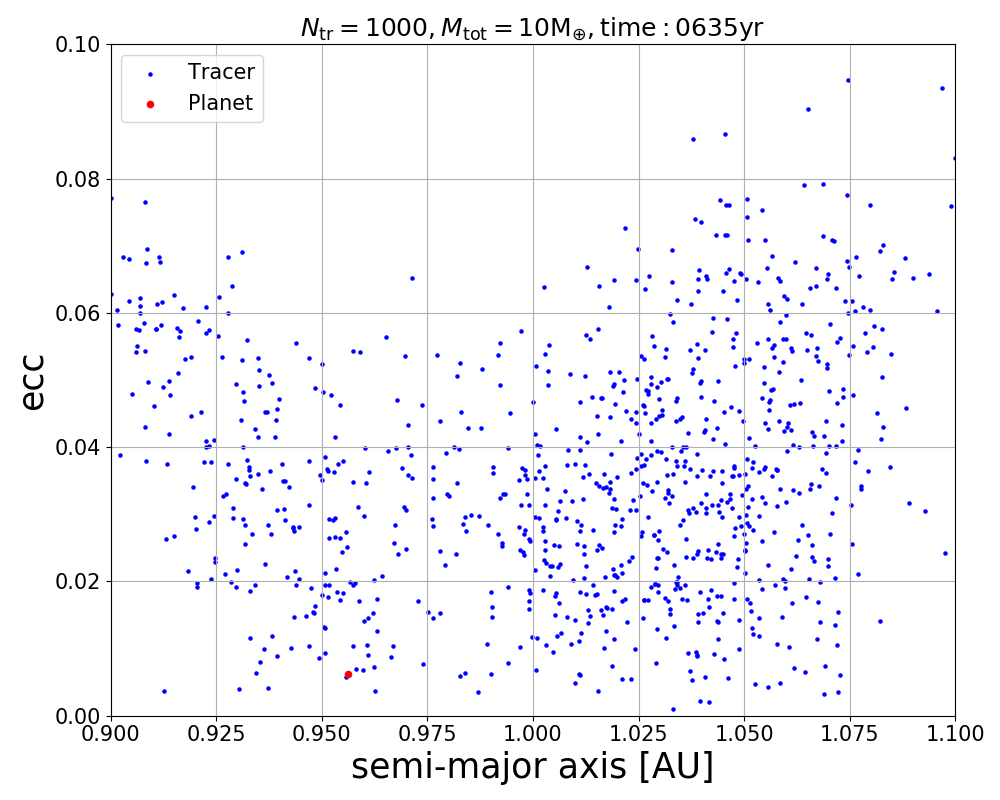 N_tr = 1000, M_tot = 10M_⊕, time : 0635yr
Tracer
Planet
ecc
0.10
0.08
0.06
0.04
0.02
0.00
0.900 0.925 0.950 0.975 1.000 1.025 1.050 1.075 1.100
semi-major axis [AU]